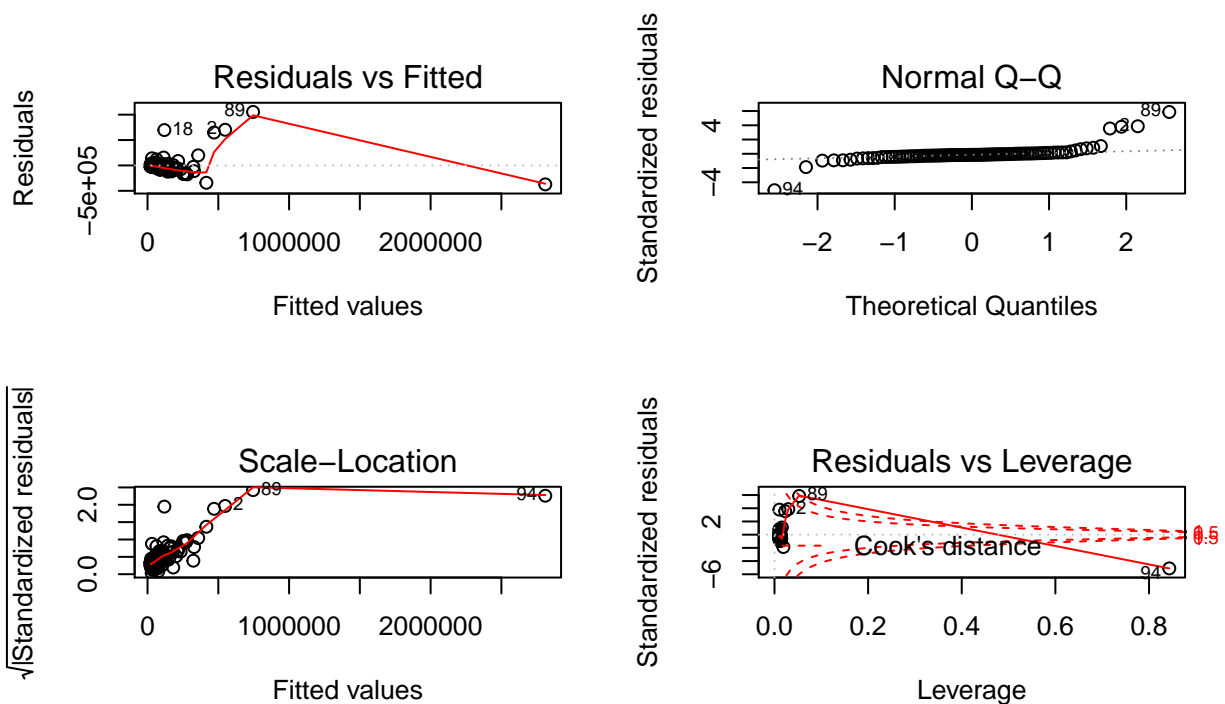 Residuals vs Fitted
Residuals
−5e+05
89
18
2
0 1000000 2000000
Fitted values
Normal Q−Q
Standardized residuals
4
−4
89
2
94
−2 −1 0 1 2
Theoretical Quantiles
Scale−Location
√|Standardized residuals|
2.0
0.0
89
2
94
0 1000000 2000000
Fitted values
Residuals vs Leverage
Standardized residuals
2
−6
89
2
Cook's distance
94
0.0 0.2 0.4 0.6 0.8
Leverage